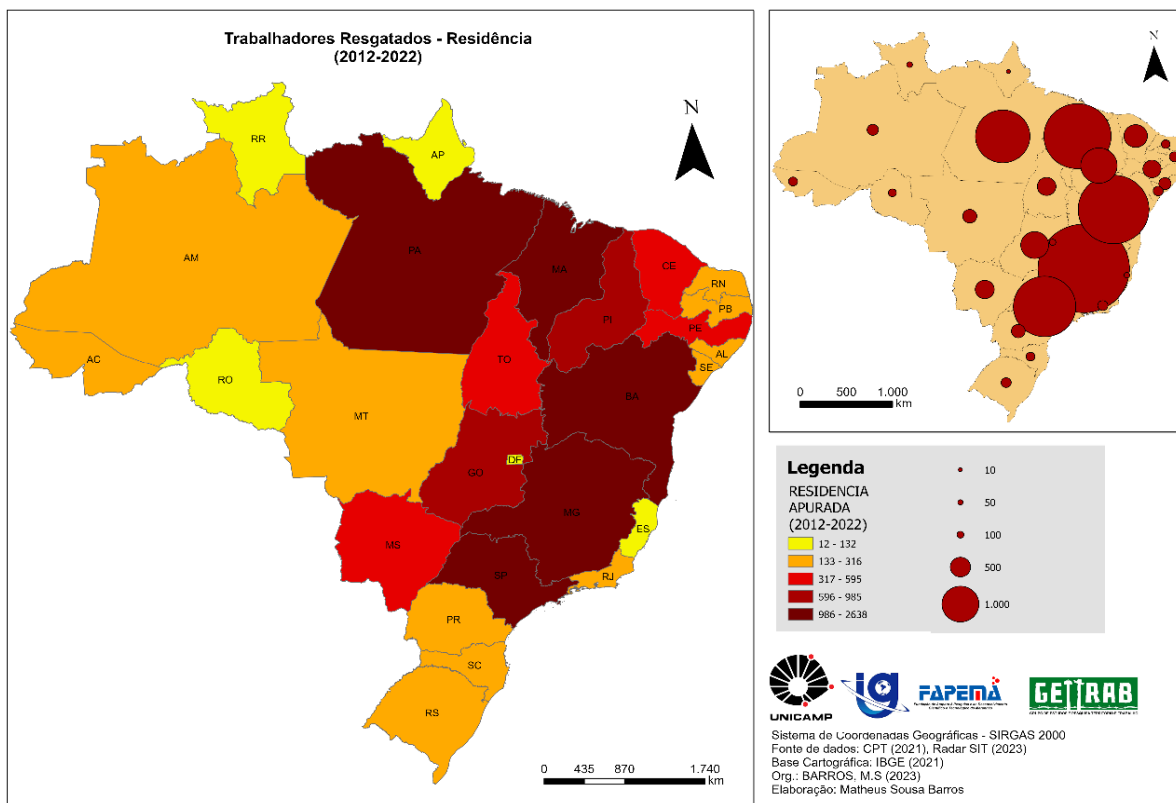 Trabalhadores Resgatados - Residência
(2012-2022)
N
RR
AP
AM
PA
MA
CE
RN
PB
PI
PE
AL
SE
AC
RO
TO
BA
MT
DF
GO
MG
ES
MS
SP
RJ
PR
SC
RS
0 435 870 1.740
km
N
0 500 1.000
km
Legenda
RESIDENCIA
APURADA
(2012-2022)
12 - 132
133 - 316
317 - 595
596 - 985
986 - 2638
10
50
100
500
1.000
UNICAMP
ig
FAPEMA
GETTRAB
Sistema de Coordenadas Geográficas - SIRGAS 2000
Fonte de dados: CPT (2021), Radar SIT (2023)
Base Cartográfica: IBGE (2021)
Org.: BARROS, M.S (2023)
Elaboração: Matheus Sousa Barros